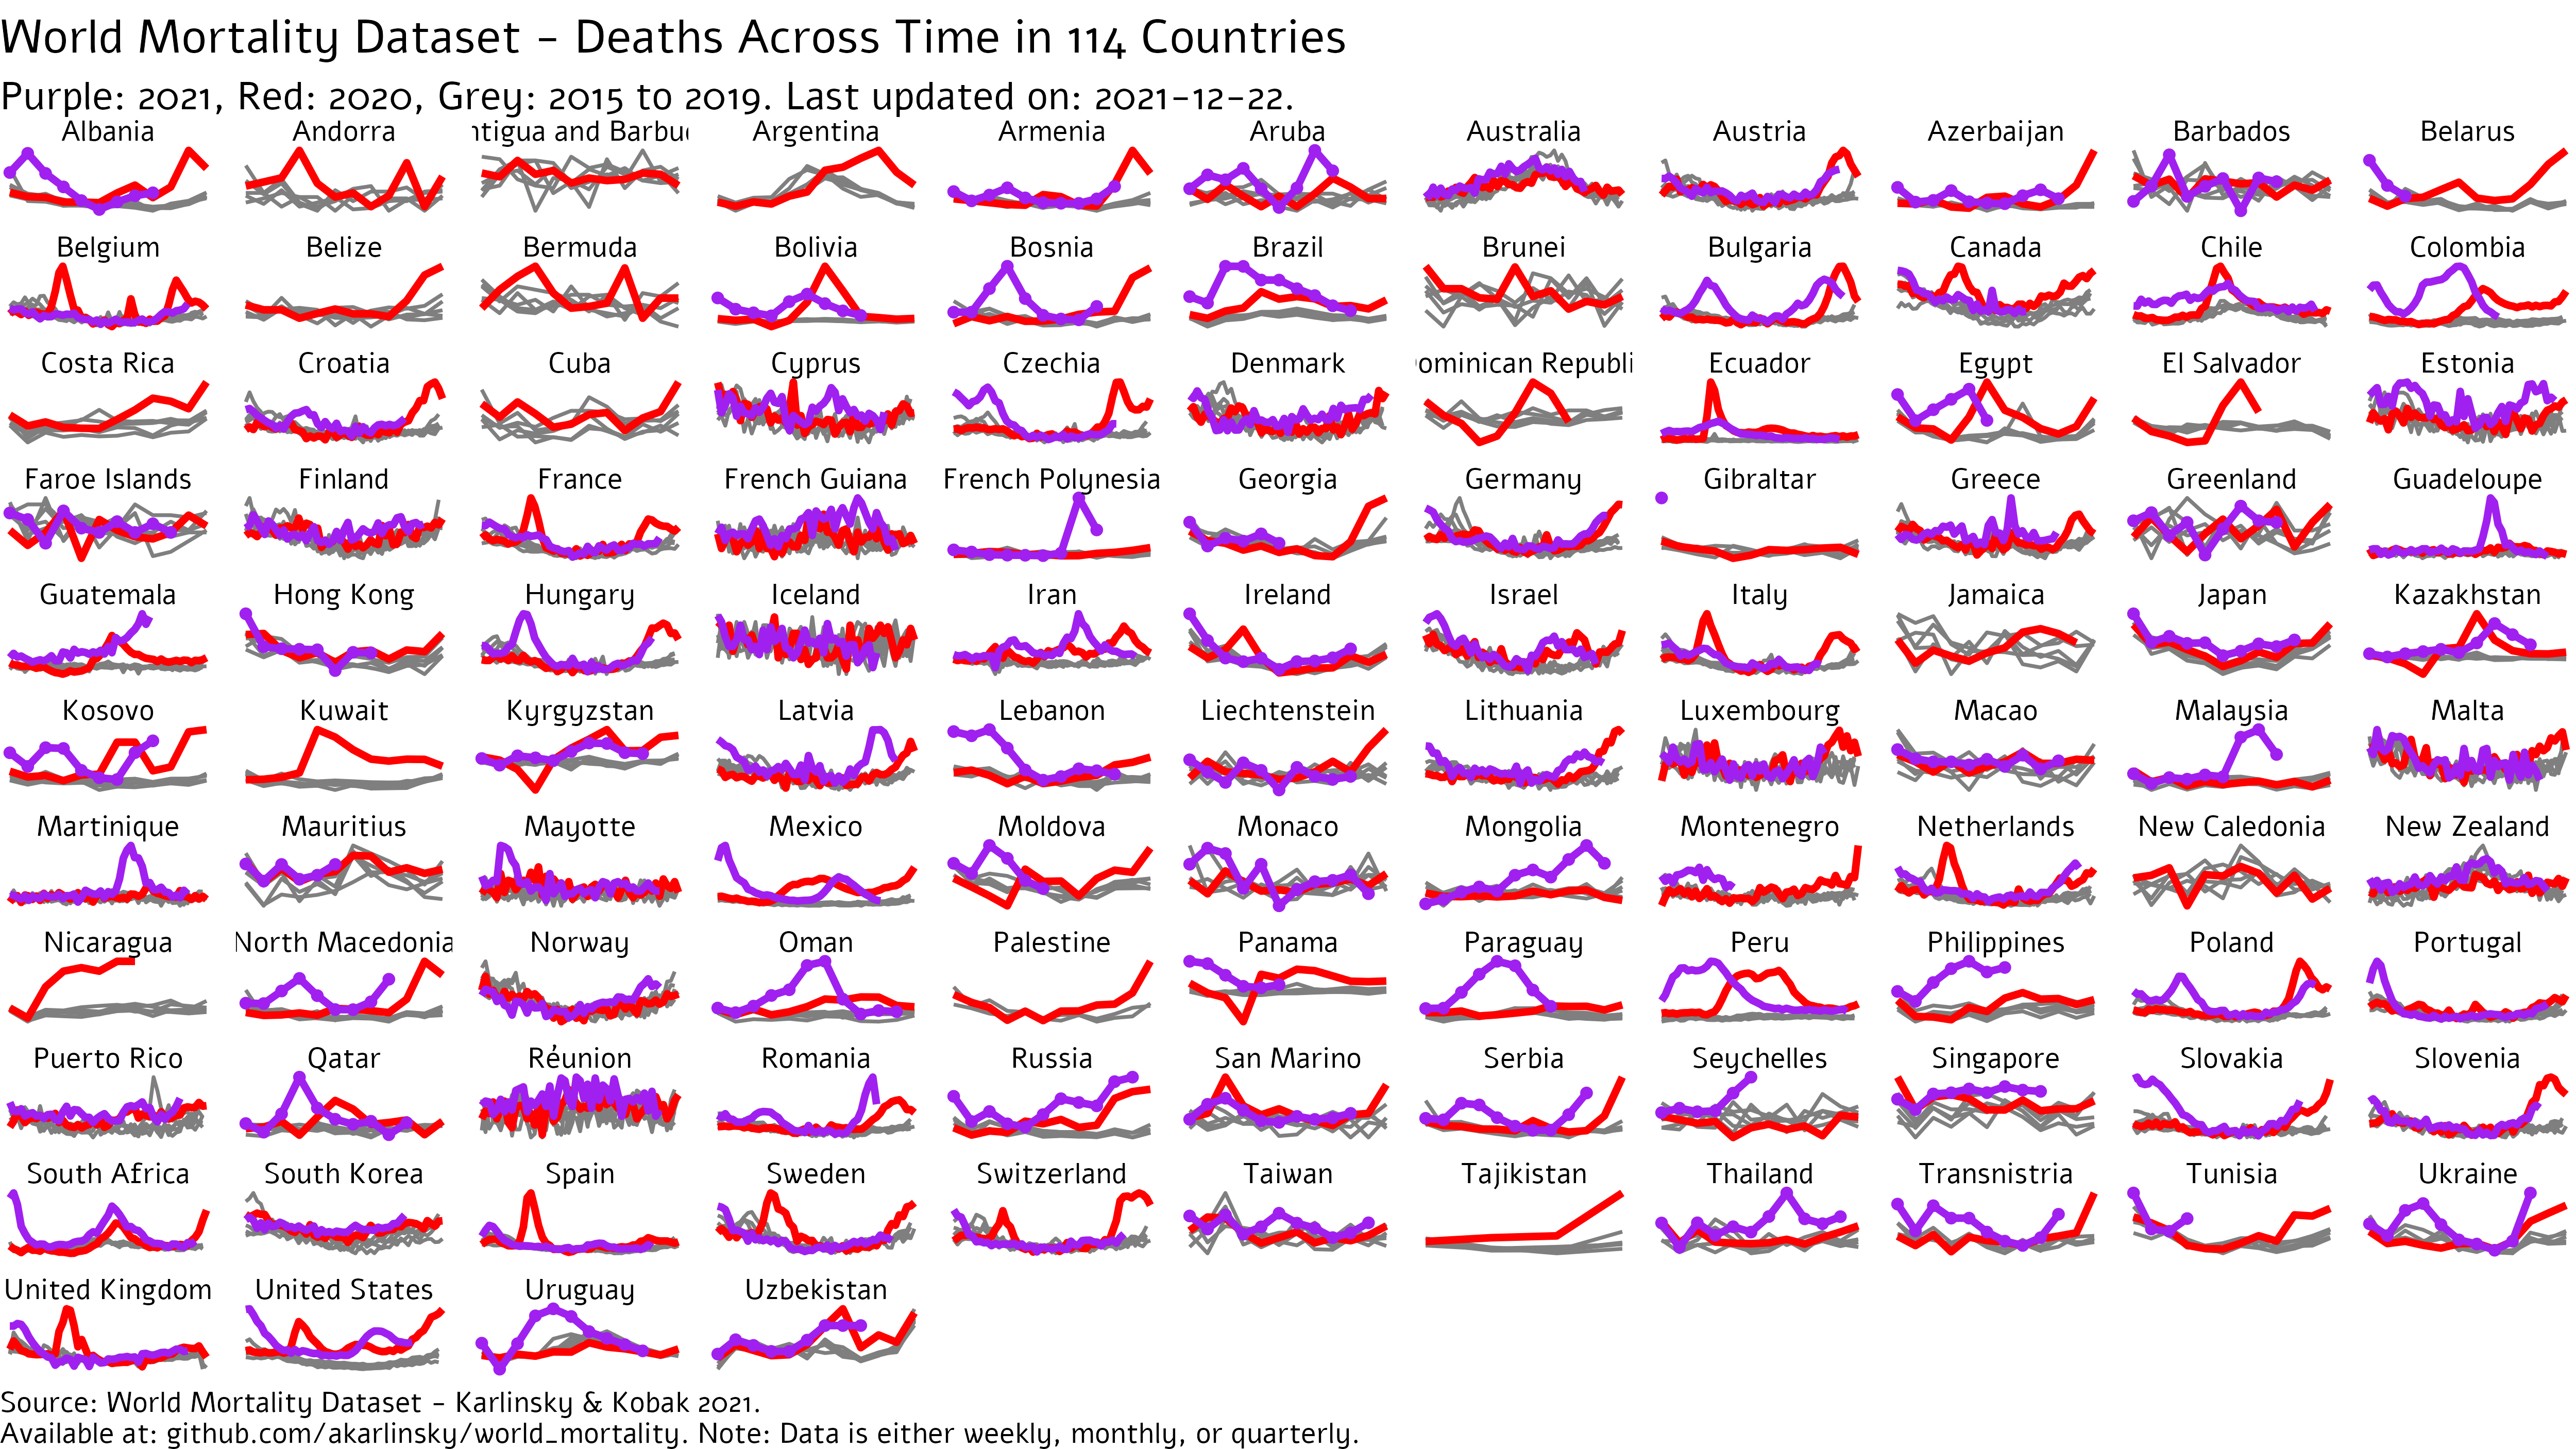 World Mortality Dataset - Deaths Across Time in 114 Countries
Purple: 2021, Red: 2020, Grey: 2015 to 2019. Last updated on: 2021-12-22.
Albania Andorra ntigua and Barbu Argentina Armenia Aruba Australia Austria Azerbaijan Barbados Belarus
Belgium Belize Bermuda Bolivia Bosnia Brazil Brunei Bulgaria Canada Chile Colombia
Costa Rica Croatia Cuba Cyprus Czechia Denmark ominican Republi Ecuador Egypt El Salvador Estonia
Faroe Islands Finland France French Guiana French Polynesia Georgia Germany Gibraltar Greece Greenland Guadeloupe
Guatemala Hong Kong Hungary Iceland Iran Ireland Israel Italy Jamaica Japan Kazakhstan
Kosovo Kuwait Kyrgyzstan Latvia Lebanon Liechtenstein Lithuania Luxembourg Macao Malaysia Malta
Martinique Mauritius Mayotte Mexico Moldova Monaco Mongolia Montenegro Netherlands New Caledonia New Zealand
Nicaragua North Macedonia Norway Oman Palestine Panama Paraguay Peru Philippines Poland Portugal
Puerto Rico Qatar Réunion Romania Russia San Marino Serbia Seychelles Singapore Slovakia Slovenia
South Africa South Korea Spain Sweden Switzerland Taiwan Tajikistan Thailand Transnistria Tunisia Ukraine
United Kingdom United States Uruguay Uzbekistan
Source: World Mortality Dataset - Karlinsky & Kobak 2021.
Available at: github.com/akarlinsky/world_mortality. Note: Data is either weekly, monthly, or quarterly.